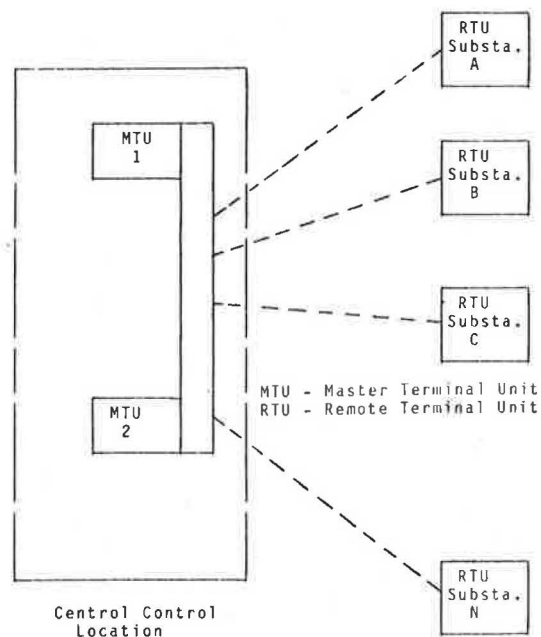 RTU
Substa.
A
MTU
1
RTU
Substa.
B
RTU
Substa.
C
MTU - Master Terminal Unit
RTU - Remote Terminal Unit
MTU
2
RTU
Substa.
N
Centrol Control
Location